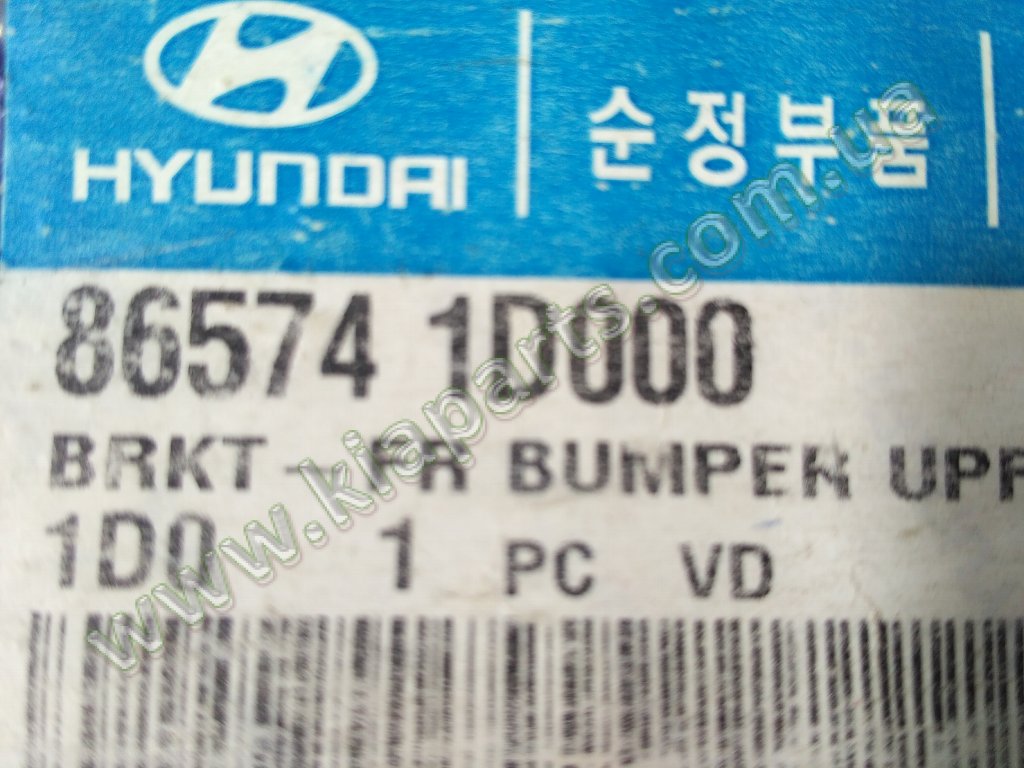 HYUNDAI
순정부품
86574 1D000
BRKT - FR BUMPER UPR
1D0 1 PC VD
www.kiaparts.com.ua